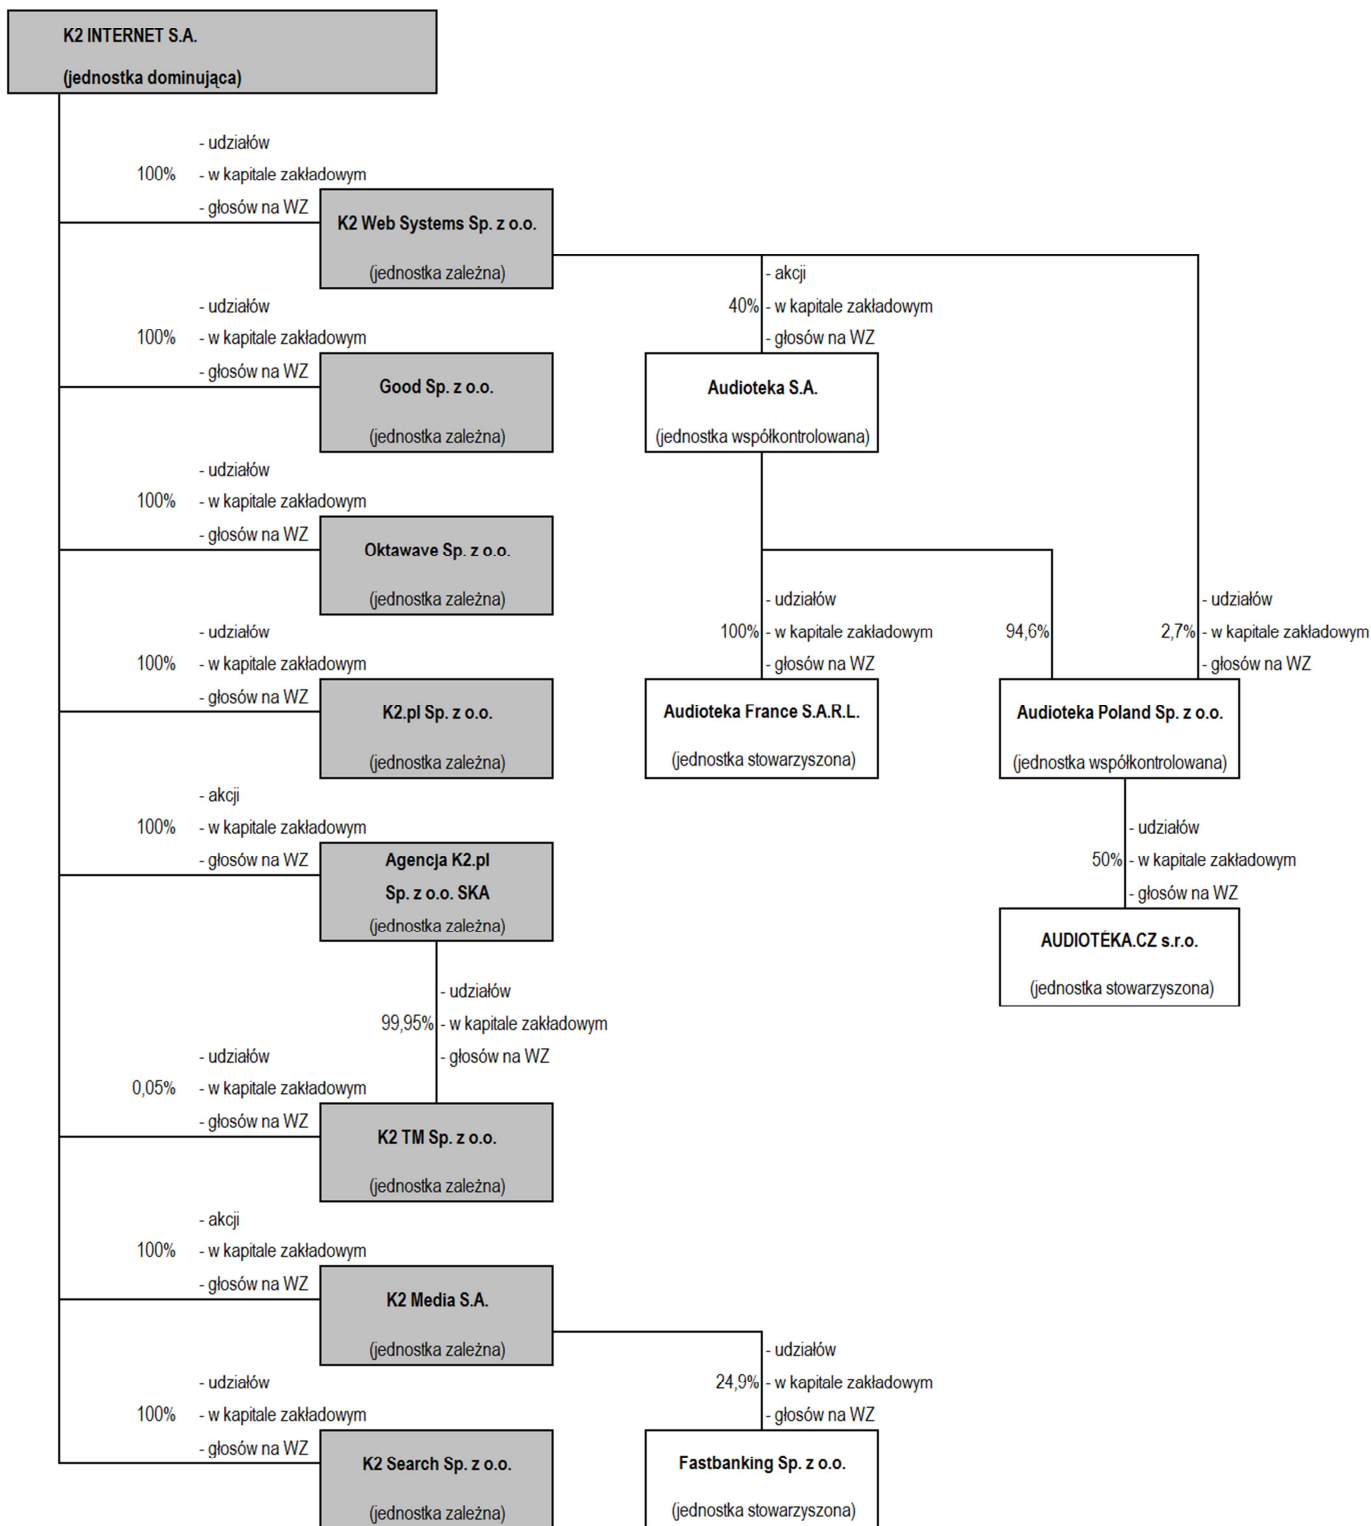 K2 INTERNET S.A.
(jednostka dominująca)
- udziałów
100% - w kapitale zakładowym
- głosów na WZ
K2 Web Systems Sp. z o.o.
(jednostka zależna)
- akcji
40% - w kapitale zakładowym
- głosów na WZ
- udziałów
100% - w kapitale zakładowym
- głosów na WZ
Good Sp. z o.o.
(jednostka zależna)
Audioteka S.A.
(jednostka współkontrolowana)
- udziałów
100% - w kapitale zakładowym
- głosów na WZ
Oktawave Sp. z o.o.
(jednostka zależna)
- udziałów
100% - w kapitale zakładowym
- głosów na WZ
94,6%
- udziałów
2,7% - w kapitale zakładowym
- głosów na WZ
- udziałów
100% - w kapitale zakładowym
- głosów na WZ
K2.pl Sp. z o.o.
(jednostka zależna)
Audioteka France S.A.R.L.
(jednostka stowarzyszona)
Audioteka Poland Sp. z o.o.
(jednostka współkontrolowana)
- akcji
100% - w kapitale zakładowym
- głosów na WZ
Agencja K2.pl
Sp. z o.o. SKA
(jednostka zależna)
- udziałów
50% - w kapitale zakładowym
- głosów na WZ
AUDIOTÉKA.CZ s.r.o.
(jednostka stowarzyszona)
- udziałów
99,95% - w kapitale zakładowym
- głosów na WZ
- udziałów
0,05% - w kapitale zakładowym
- głosów na WZ
K2 TM Sp. z o.o.
(jednostka zależna)
- akcji
100% - w kapitale zakładowym
- głosów na WZ
K2 Media S.A.
(jednostka zależna)
- udziałów
24,9% - w kapitale zakładowym
- głosów na WZ
- udziałów
100% - w kapitale zakładowym
- głosów na WZ
K2 Search Sp. z o.o.
(jednostka zależna)
Fastbanking Sp. z o.o.
(jednostka stowarzyszona)